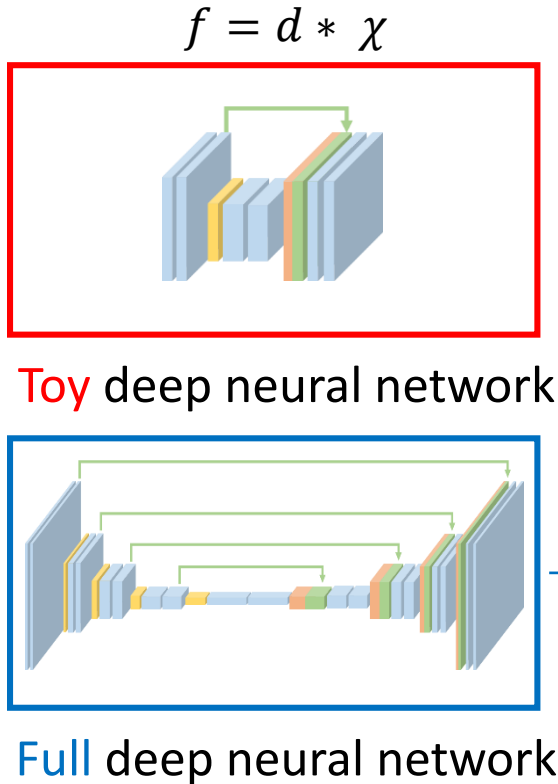 f = d * χ
Toy deep neural network
Full deep neural network